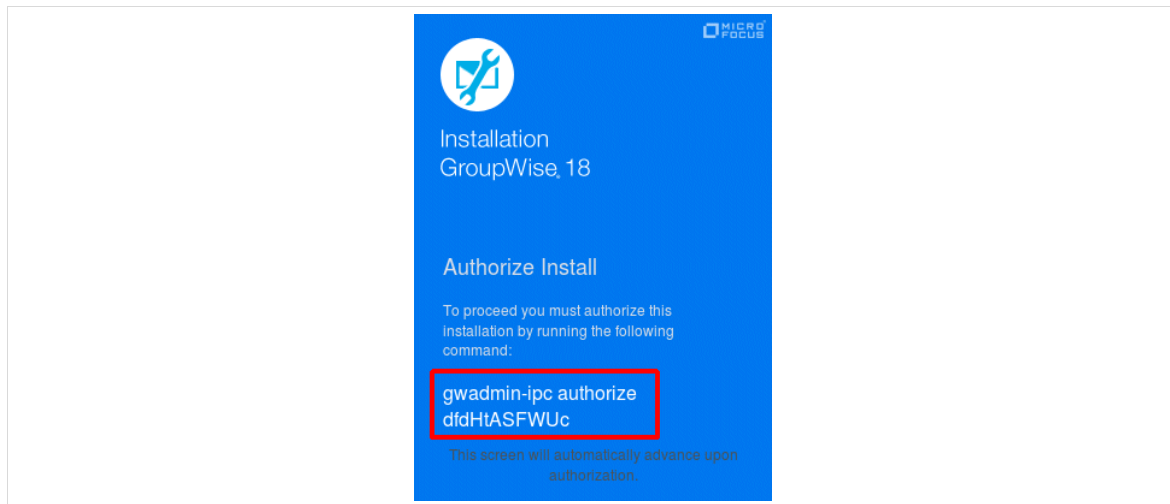 MICRO
FOCUS
Installation
GroupWise® 18
Authorize Install
To proceed you must authorize this
installation by running the following
command:
gwadmin-ipc authorize
dfdHtASFWUc
This screen will automatically advance upon
authorization.